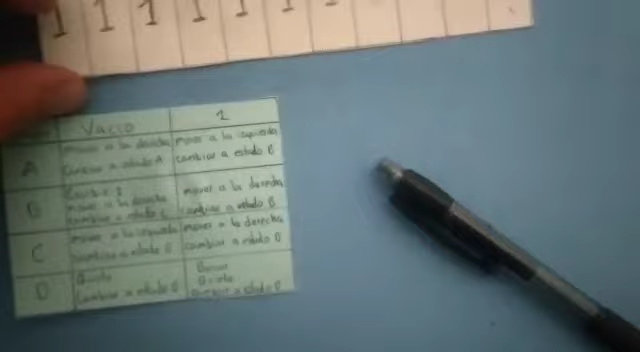 1 1 1 1 1 1 1
Vacio 1
A
mover a la derecha
cambiar a estado A
mover a la izquierda
cambiar a estado B
B
mover a la derecha
cambiar a estado
mover a la derecha
cambiar a estado B
C
mover a la izquierda
cambiar a estado
mover a la derecha
cambiar a estado
D
cambiar a estado
Borrar
a estado